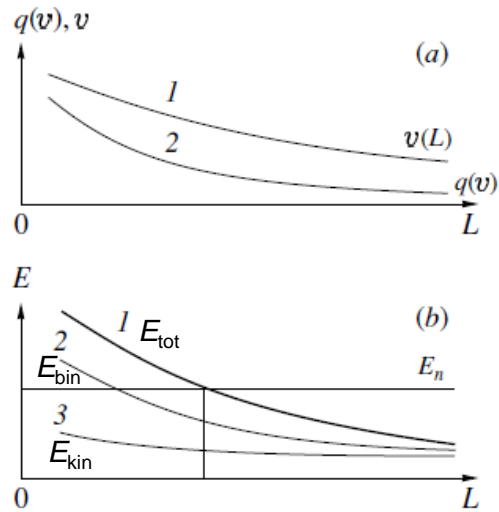 q(v), v
(a)
1
2
v(L)
q(v)
0
L
E
(b)
1 E_tot
2
E_bin
E_n
3
E_kin
0
L